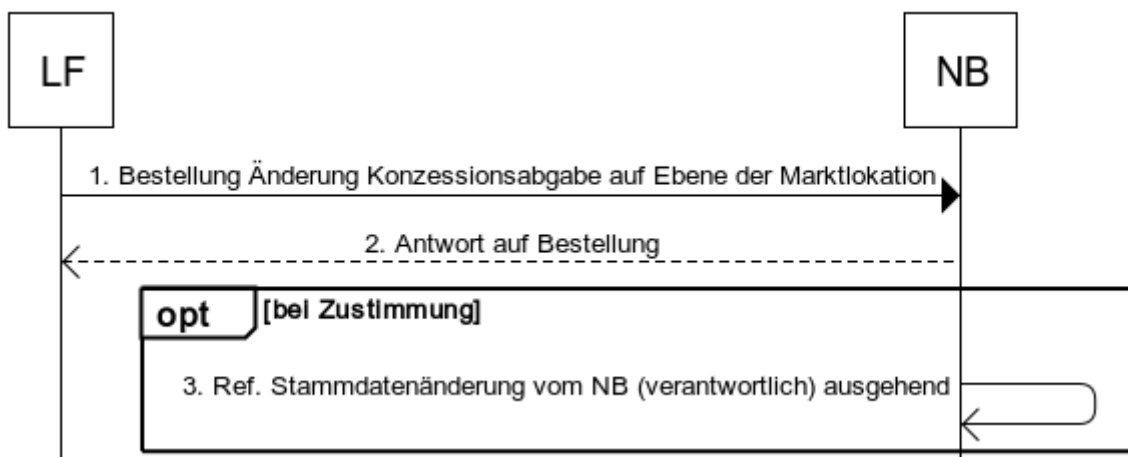 LF
NB
1. Bestellung Änderung Konzessionsabgabe auf Ebene der Marktlokation
2. Antwort auf Bestellung
opt [bei Zustimmung]
3. Ref. Stammdatenänderung vom NB (verantwortlich) ausgehend